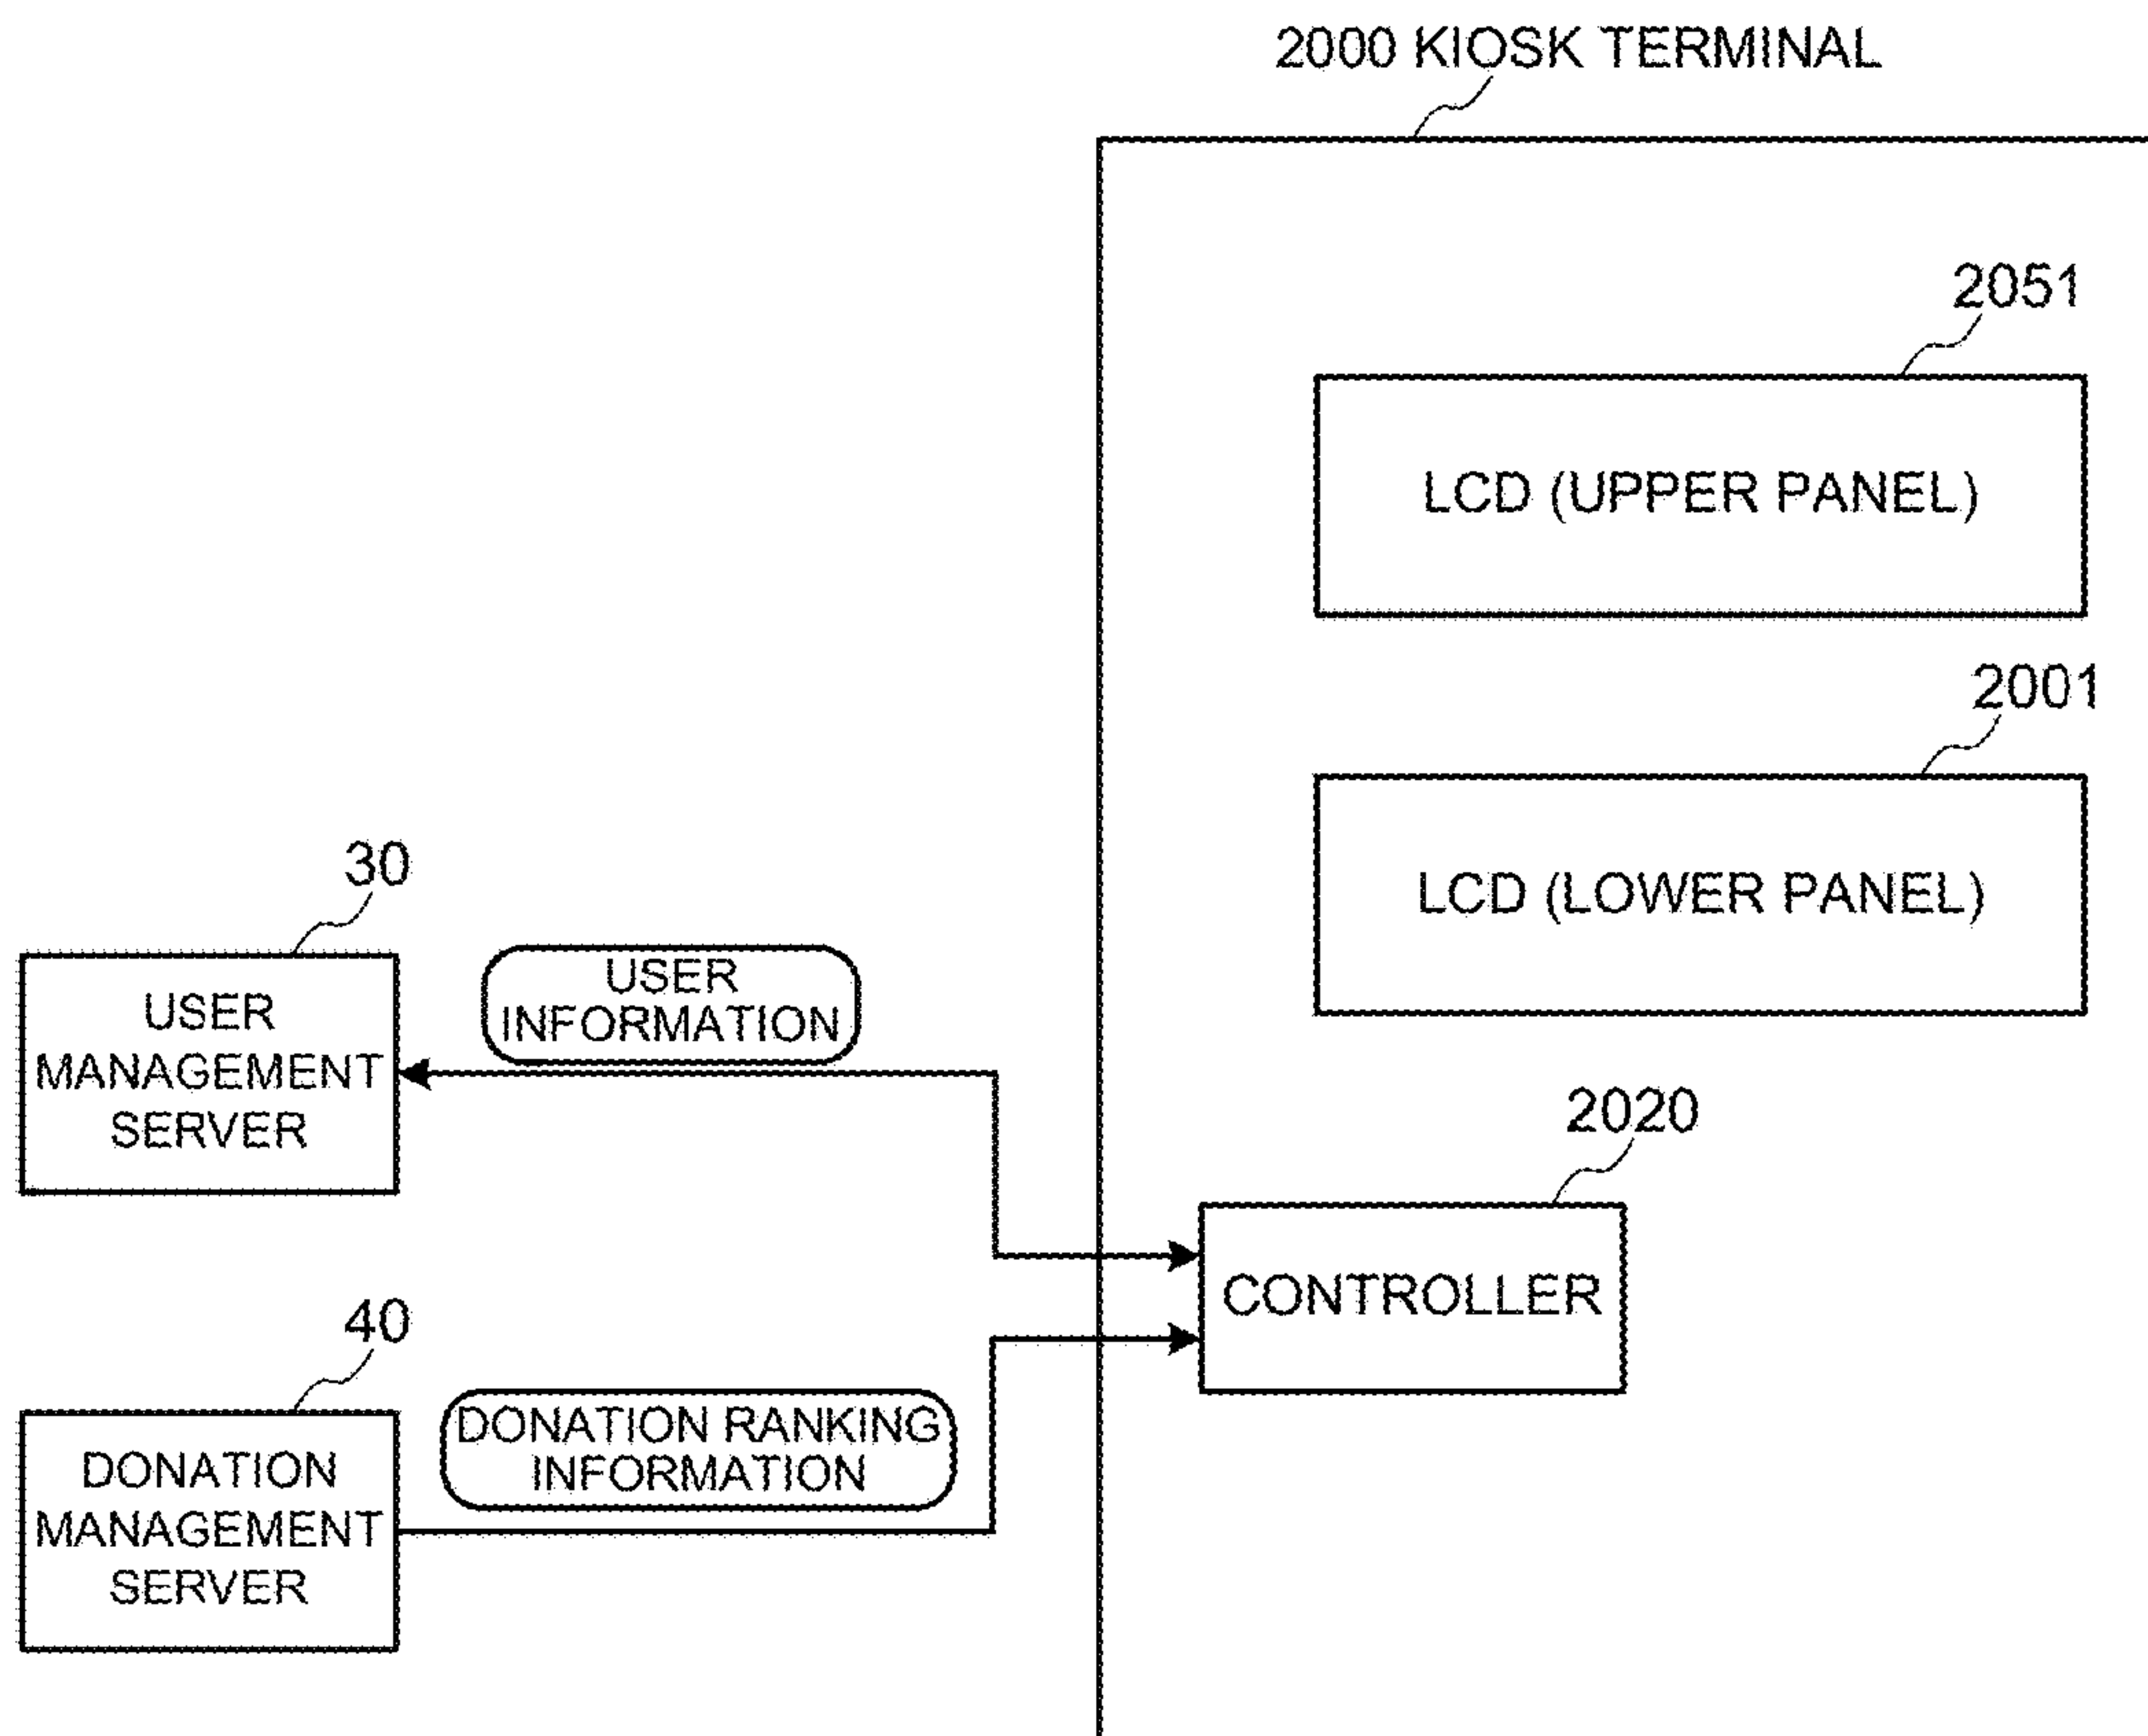 2000 KIOSK TERMINAL
2051
LCD (UPPER PANEL)
2001
LCD (LOWER PANEL)
30
USER
MANAGEMENT
SERVER
USER
INFORMATION
2020
CONTROLLER
40
DONATION
MANAGEMENT
SERVER
DONATION RANKING
INFORMATION